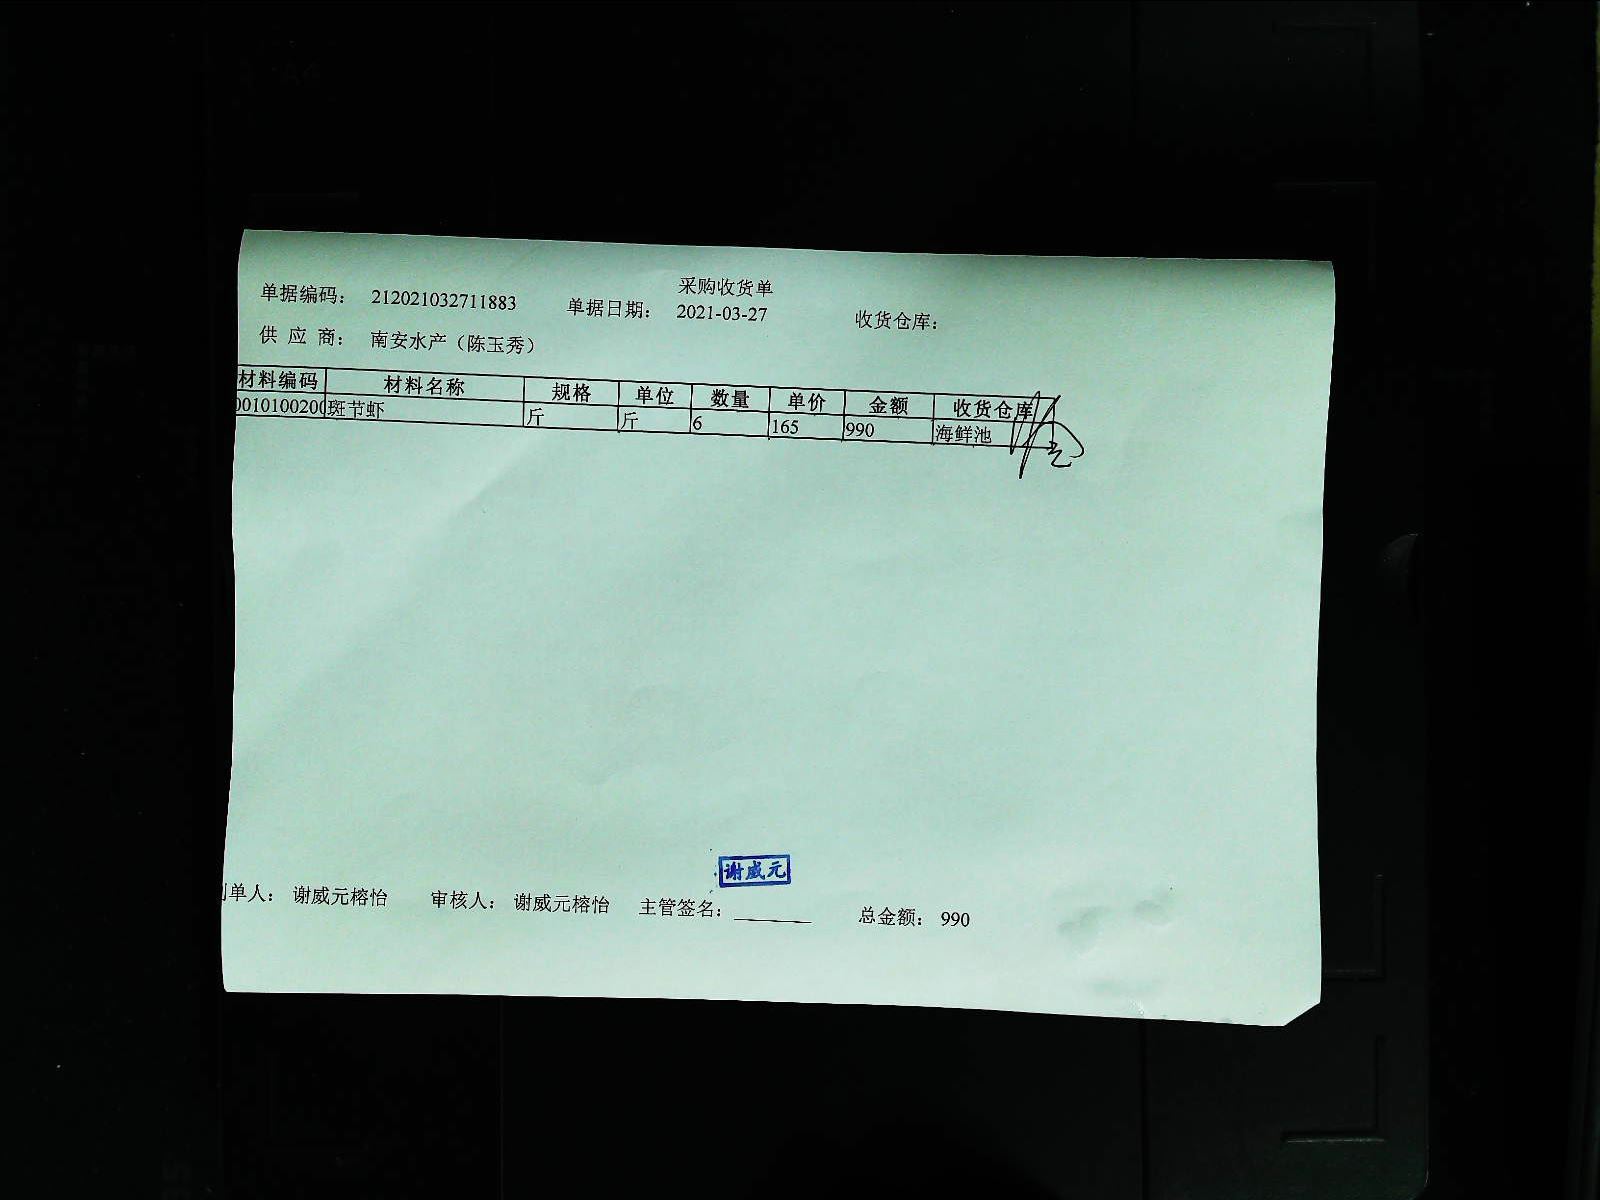 采购收货单
单据编码： 212021032711883 单据日期： 2021-03-27 收货仓库：
供 应 商： 南安水产（陈玉秀）
材料编码 材料名称 规格 单位 数量 单价 金额 收货仓库
0010100200 斑节虾 斤 斤 6 165 990 海鲜池
谢威元
单人： 谢威元榕怡 审核人： 谢威元榕怡 主管签名： 总金额： 990